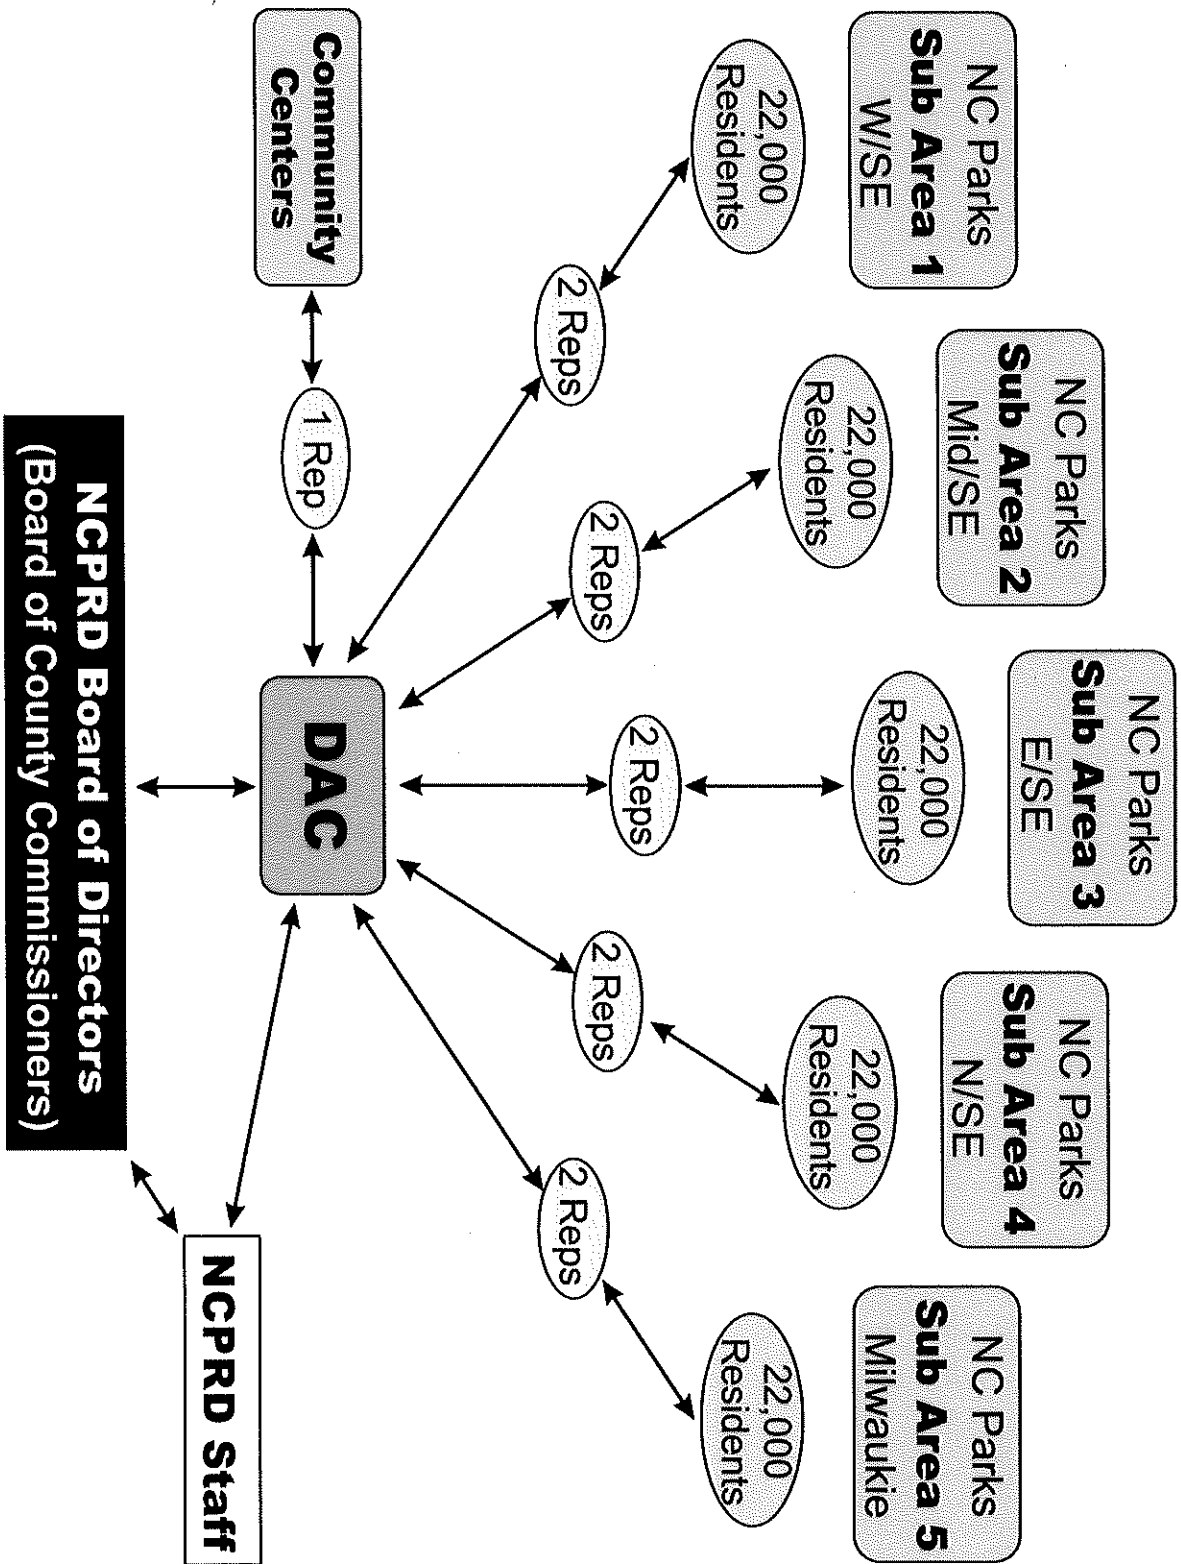 NC Parks
Sub Area 1
W/SE
NC Parks
Sub Area 2
Mid/SE
NC Parks
Sub Area 3
E/SE
NC Parks
Sub Area 4
N/SE
NC Parks
Sub Area 5
Milwaukie
22,000
Residents
22,000
Residents
22,000
Residents
22,000
Residents
22,000
Residents
2 Reps
2 Reps
2 Reps
2 Reps
2 Reps
Community
Centers
1 Rep
DAC
NCPRD Staff
NCPRD Board of Directors
(Board of County Commissioners)